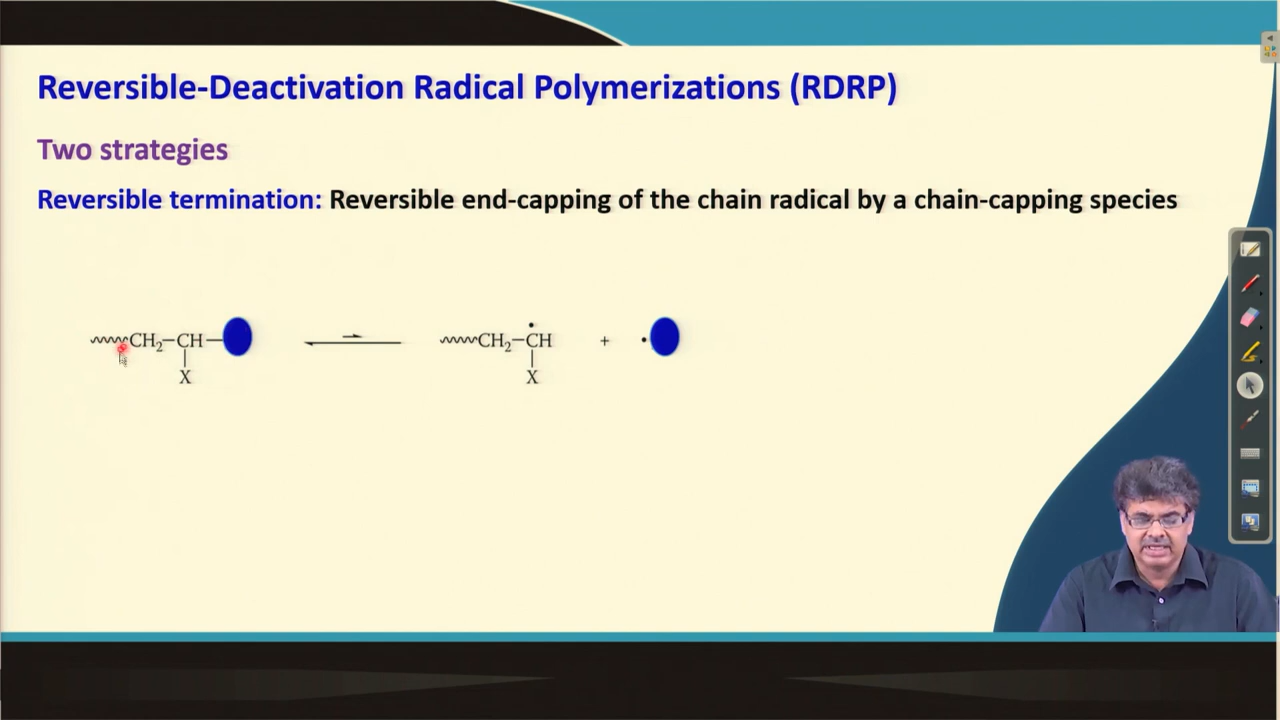 Reversible-Deactivation Radical Polymerizations (RDRP)
Two strategies
Reversible termination: Reversible end-capping of the chain radical by a chain-capping species
CH₂–CH– CH₂–ĊH + ·
X X